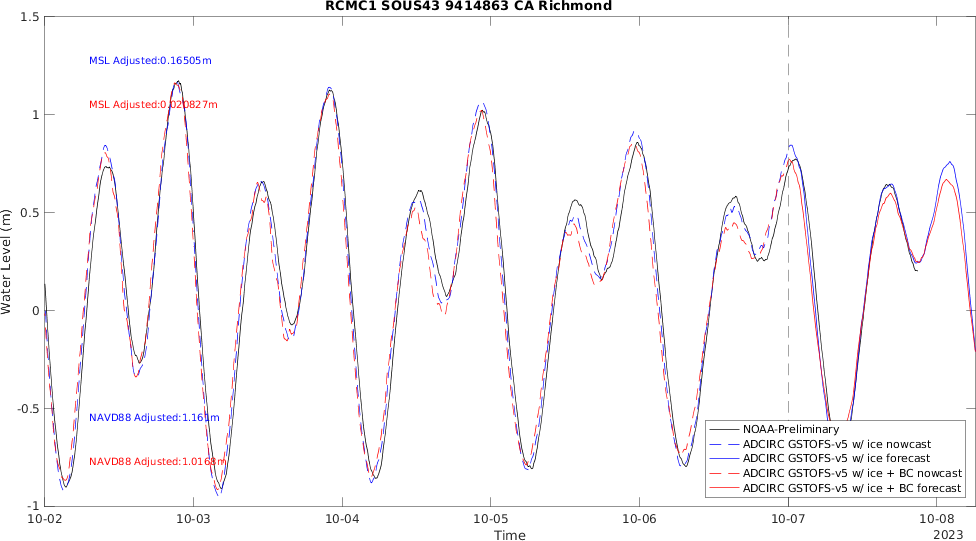 RCMC1 SOUS43 9414863 CA Richmond
1.5
MSL Adjusted:0.16505m
MSL Adjusted:0.020827m
1
0.5
Water Level (m)
0
-0.5
NAVD88 Adjusted:1.161m
NAVD88 Adjusted:1.0168m
NOAA-Preliminary
ADCIRC GSTOFS-v5 w/ ice nowcast
ADCIRC GSTOFS-v5 w/ ice forecast
ADCIRC GSTOFS-v5 w/ ice + BC nowcast
ADCIRC GSTOFS-v5 w/ ice + BC forecast
-1
10-02 10-03 10-04 10-05 10-06 10-07 10-08
Time
2023